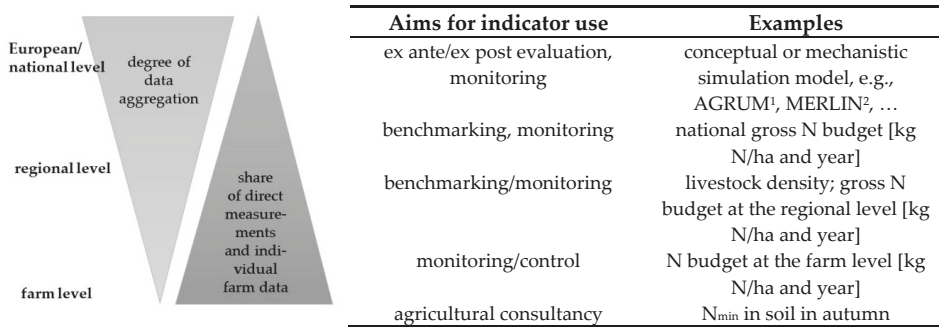 European/
national level
degree of
data
aggregation
regional level
share
of direct
measure-
ments
and indi-
vidual
farm data
farm level
Aims for indicator use Examples
ex ante/ex post evaluation, conceptual or mechanistic
monitoring simulation model, e.g.,
AGRUM¹, MERLIN², …
benchmarking, monitoring national gross N budget [kg
N/ha and year]
benchmarking/monitoring livestock density; gross N
budget at the regional level [kg
N/ha and year]
monitoring/control N budget at the farm level [kg
N/ha and year]
agricultural consultancy Nmin in soil in autumn